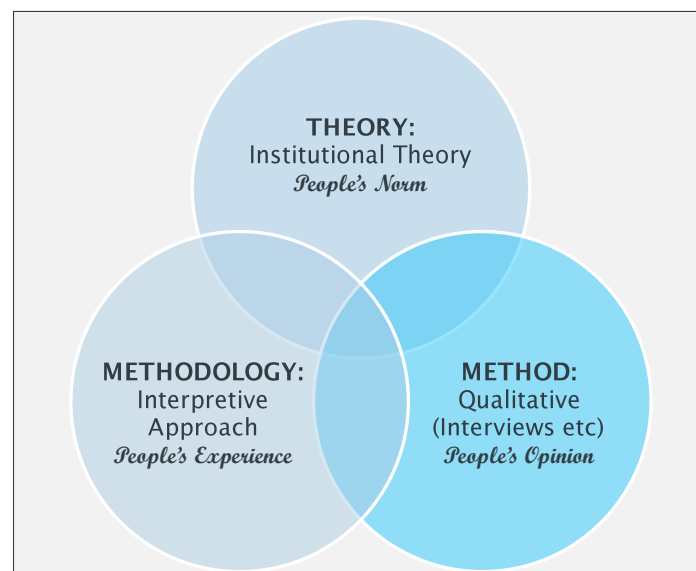 THEORY:
Institutional Theory
People's Norm
METHODOLOGY:
Interpretive
Approach
People's Experience
METHOD:
Qualitative
(Interviews etc)
People's Opinion